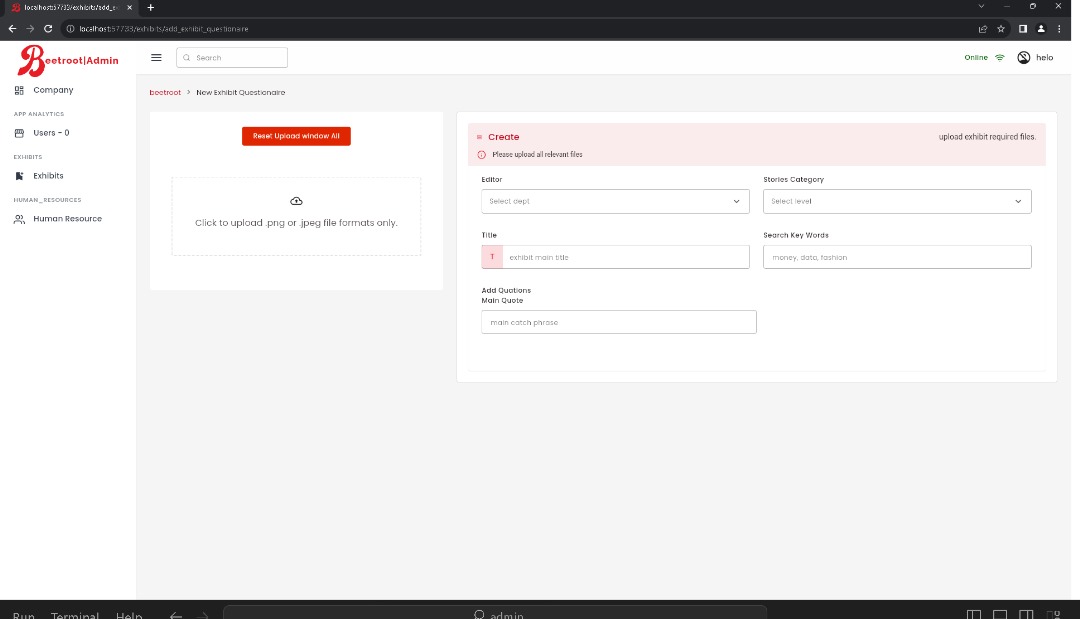 localhost:57733/exhibits/add_ex
localhost:57733/exhibits/add_exhibit_questionaire
Beetroot|Admin
Search
Online
helo
Company
APP ANALYTICS
Users - 0
EXHIBITS
Exhibits
HUMAN_RESOURCES
Human Resource
beetroot > New Exhibit Questionaire
Reset Upload window All
Click to upload .png or .jpeg file formats only.
Create
upload exhibit required files.
Please upload all relevant files
Editor
Stories Category
Select dept
Select level
Title
Search Key Words
T
exhibit main title
money, data, fashion
Add Quations
Main Quote
main catch phrase
Run Terminal Help
admin